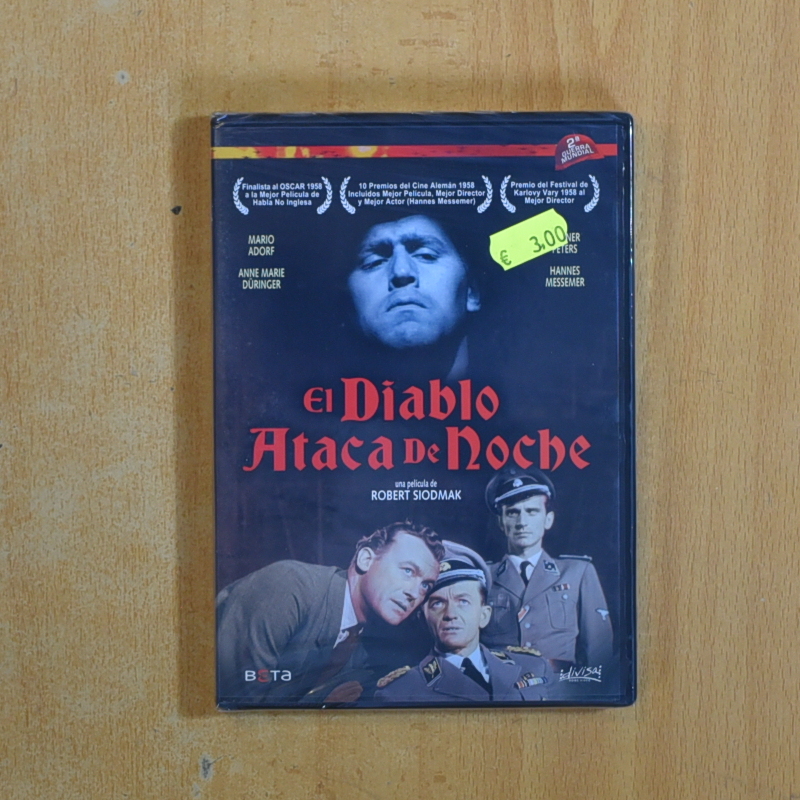 2ª
GUERRA
MUNDIAL
Finalista al OSCAR 1958
a la Mejor Película de
Habla No Inglesa
10 Premios del Cine Alemán 1958
Incluidos Mejor Película, Mejor Director
y Mejor Actor (Hannes Messemer)
Premio del Festival de
Karlovy Vary 1958 al
Mejor Director
MARIO
ADORF
ANNE MARIE
DÜRINGER
€ 3.00
NER
PETERS
HANNES
MESSEMER
El Diablo
Ataca De Noche
una película de
ROBERT SIODMAK
BETA
divisa